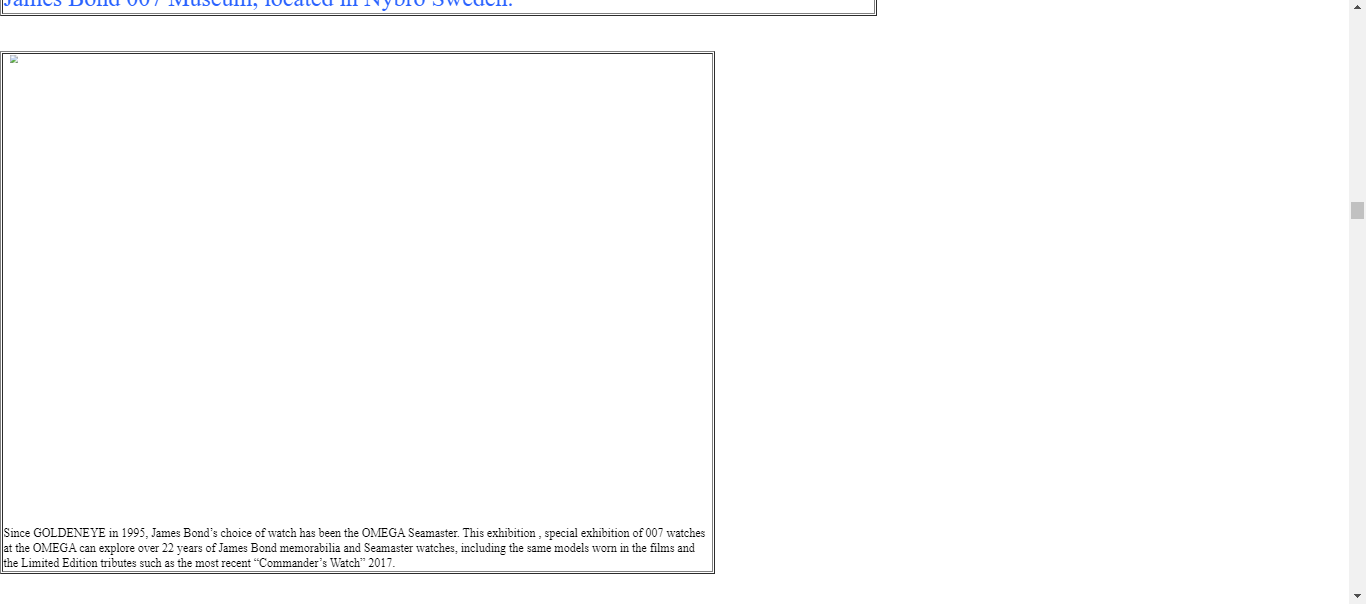 James Bond 007 Museum, located in Nybro Sweden.
Since GOLDENEYE in 1995, James Bond’s choice of watch has been the OMEGA Seamaster. This exhibition , special exhibition of 007 watches
at the OMEGA can explore over 22 years of James Bond memorabilia and Seamaster watches, including the same models worn in the films and
the Limited Edition tributes such as the most recent “Commander’s Watch” 2017.